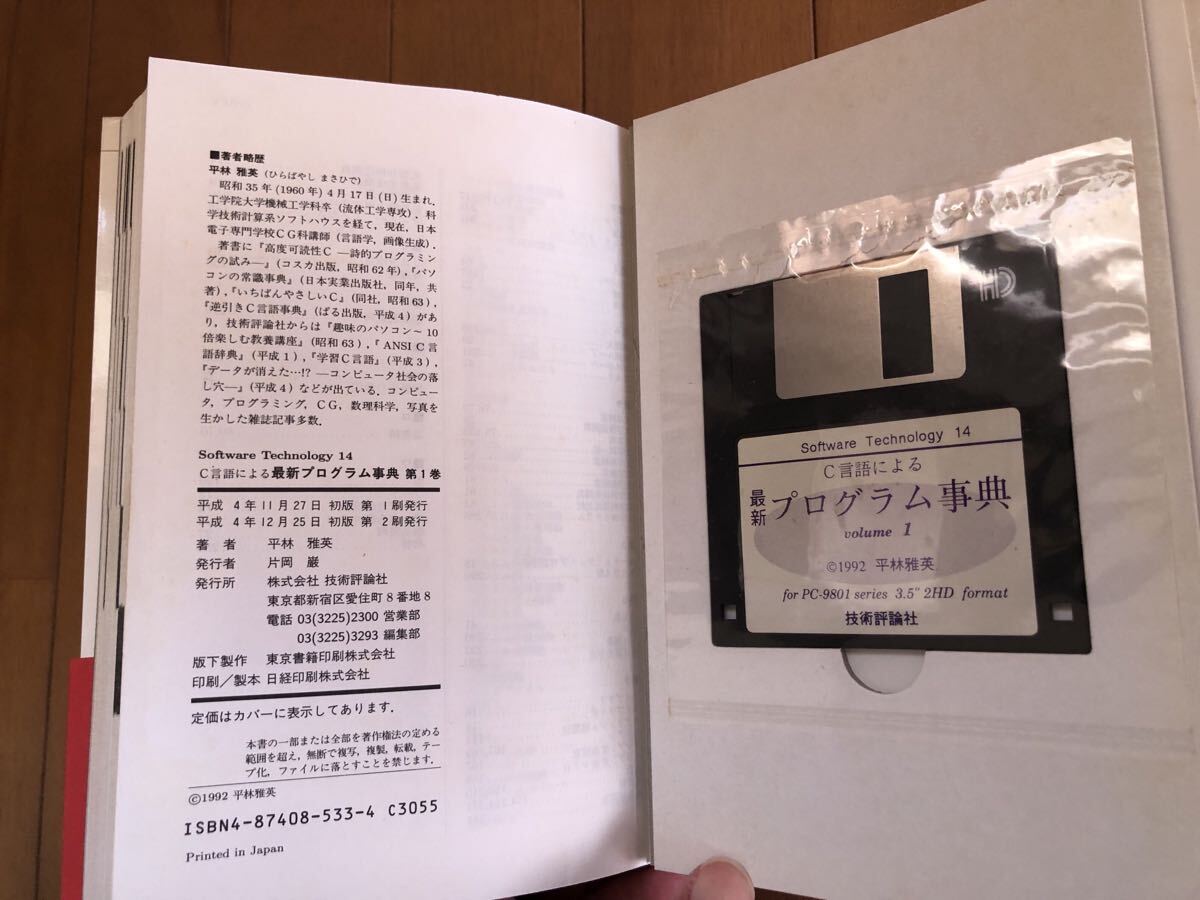 ■著者略歴
平林 雅英 (ひらばやし まさひで)
昭和35年 (1960年) 4月17日 (日) 生まれ.
工学院大学機械工学科卒 (流体工学専攻), 科
学技術計算系ソフトハウスを経て, 現在, 日本
電子専門学校CG科講師 (言語学, 画像生成).
著書に『高度可読性C ―詩的プログラミン
グの試み―』(コスカ出版, 昭和62年),『パソ
コンの常識事典』(日本実業出版社, 同年, 共
著),『いちばんやさしいC』(同社, 昭和63),
『逆引きC言語事典』(ぱる出版, 平成4) があ
り, 技術評論社からは『趣味のパソコン～10
倍楽しむ教養講座』(昭和63),『ANSI C言
語辞典』(平成1),『学習C言語』(平成3),
『データが消えた…!? ―コンピュータ社会の落
し穴―』(平成4) などが出ている. コンピュー
タ, プログラミング, CG, 数理科学, 写真を
生かした雑誌記事多数.
Software Technology 14
C言語による最新プログラム事典 第1巻
平成 4年11月27日 初版 第1刷発行
平成 4年12月25日 初版 第2刷発行
著 者 平林 雅英
発行者 片岡 巌
発行所 株式会社 技術評論社
東京都新宿区愛住町8番地8
電話 03(3225)2300 営業部
03(3225)3293 編集部
版下製作 東京書籍印刷株式会社
印刷／製本 日経印刷株式会社
定価はカバーに表示してあります.
本書の一部または全部を著作権法の定める
範囲を超え, 無断で複写, 複製, 転載, テー
プ化, ファイルに落とすことを禁じます.
©1992 平林雅英
ISBN4-87408-533-4 C3055
Printed in Japan
HD
Software Technology 14
C言語による
最新プログラム事典
volume 1
©1992 平林雅英
for PC-9801 series 3.5" 2HD format
技術評論社